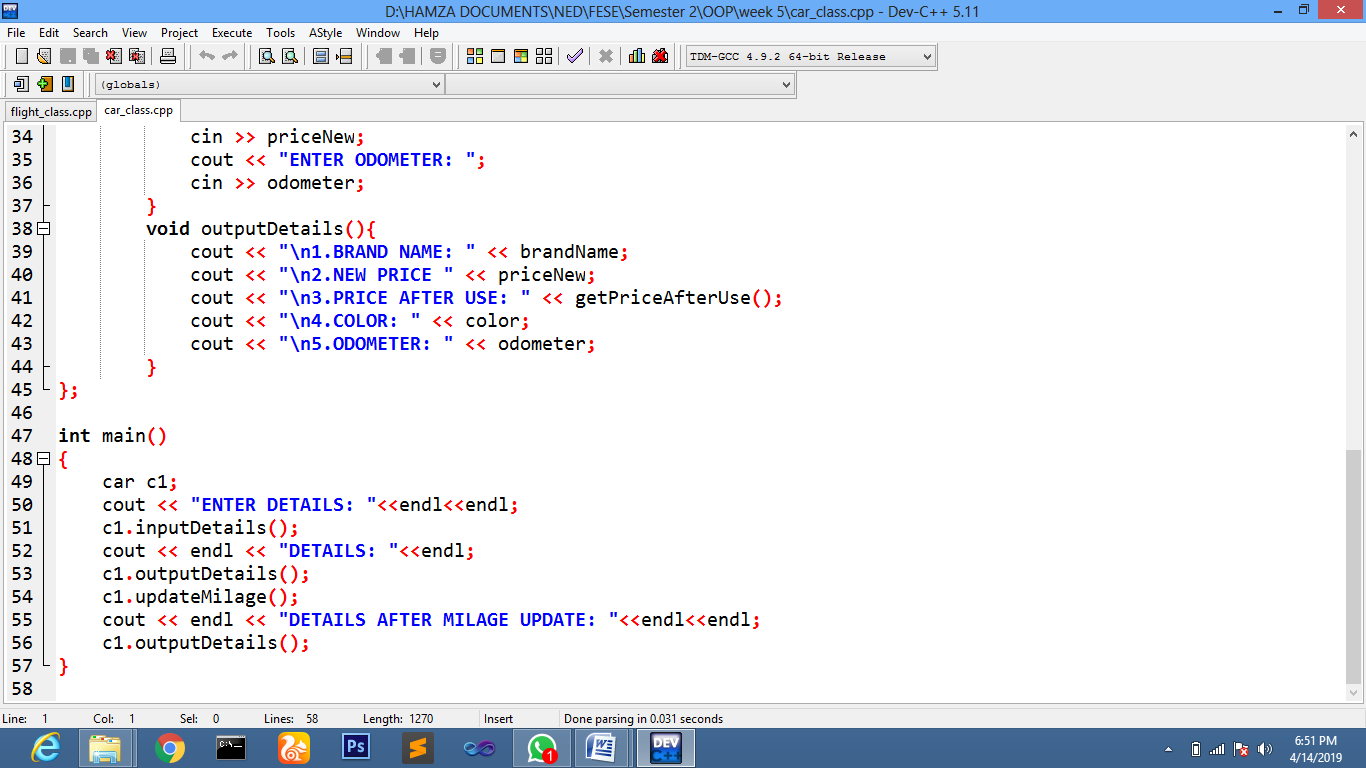 D:\HAMZA DOCUMENTS\NED\FESE\Semester 2\OOP\week 5\car_class.cpp - Dev-C++ 5.11
File Edit Search View Project Execute Tools AStyle Window Help
TDM-GCC 4.9.2 64-bit Release
(globals)
flight_class.cpp car_class.cpp
34 cin >> priceNew;
35 cout << "ENTER ODOMETER: ";
36 cin >> odometer;
37 }
38 void outputDetails(){
39 cout << "\n1.BRAND NAME: " << brandName;
40 cout << "\n2.NEW PRICE " << priceNew;
41 cout << "\n3.PRICE AFTER USE: " << getPriceAfterUse();
42 cout << "\n4.COLOR: " << color;
43 cout << "\n5.ODOMETER: " << odometer;
44 }
45 };
46
47 int main()
48 {
49 car c1;
50 cout << "ENTER DETAILS: "<<endl<<endl;
51 c1.inputDetails();
52 cout << endl << "DETAILS: "<<endl;
53 c1.outputDetails();
54 c1.updateMilage();
55 cout << endl << "DETAILS AFTER MILAGE UPDATE: "<<endl<<endl;
56 c1.outputDetails();
57 }
58
Line: 1 Col: 1 Sel: 0 Lines: 58 Length: 1270 Insert Done parsing in 0.031 seconds
C:\
Ps
S
1
W
DEV
C++
6:51 PM
4/14/2019